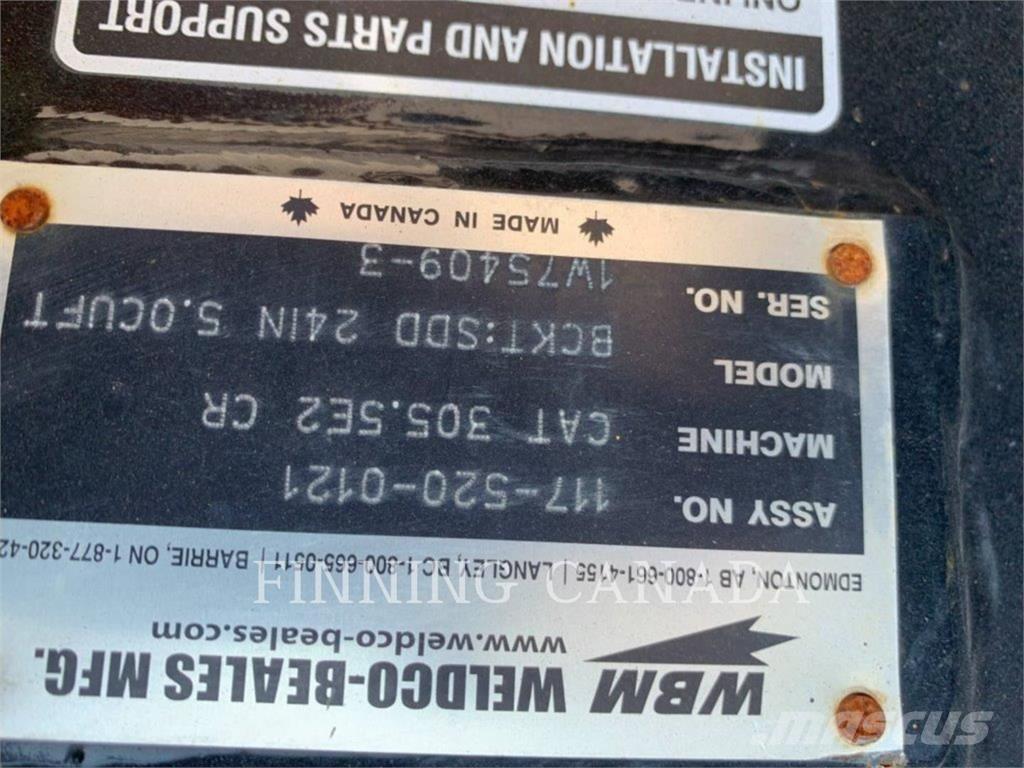 WBM WELDCO-BEALES MFG.
www.weldco-beales.com
EDMONTON, AB 1-800-661-4155 | LANGLEY, BC 1-800-665-0511 | BARRIE, ON 1-877-320-42
ASSY NO. 117-520-0121
MACHINE CAT 305.5E2 CR
MODEL BCKT:SDD 24IN 5.0CUFT
SER. NO. 1W75409-3
MADE IN CANADA
INSTALLATION AND PARTS SUPPORT
ONLINE
FINNING CANADA
mascus